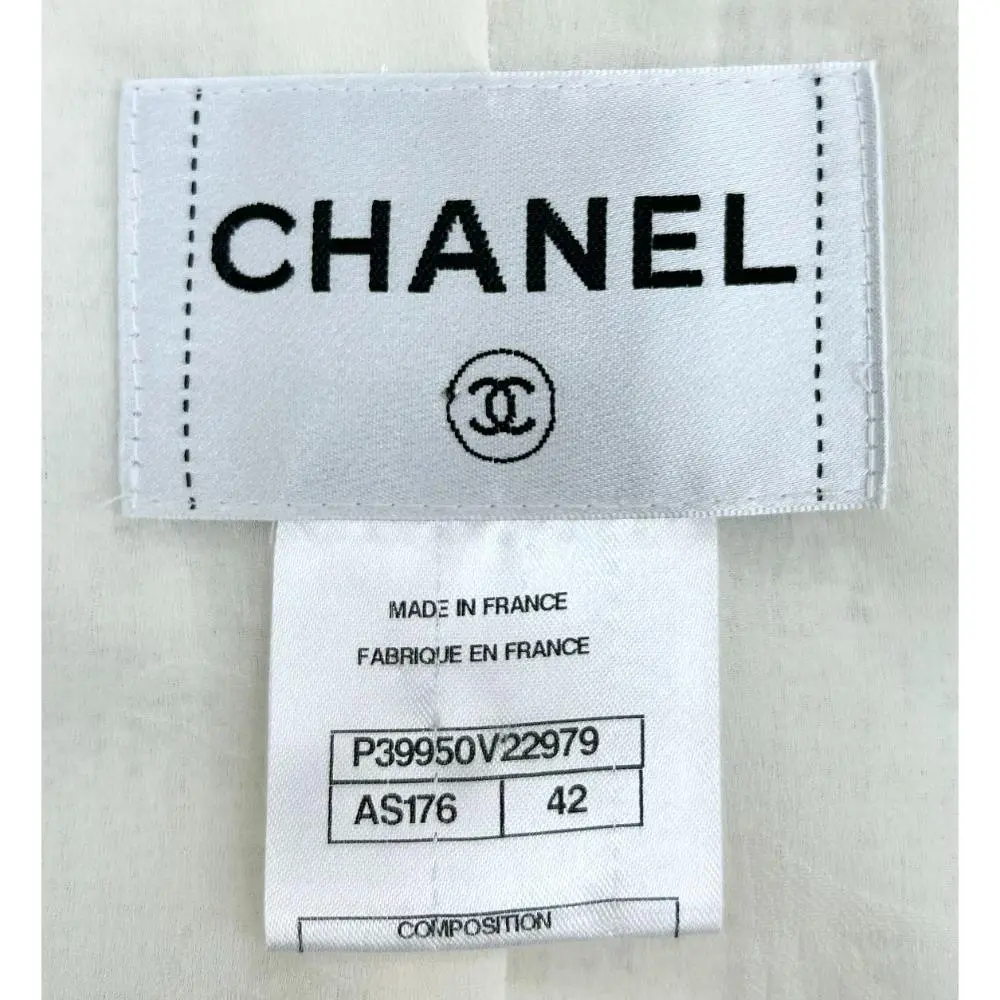 CHANEL
MADE IN FRANCE
FABRIQUE EN FRANCE
P39950V22979
AS176 42
COMPOSITION